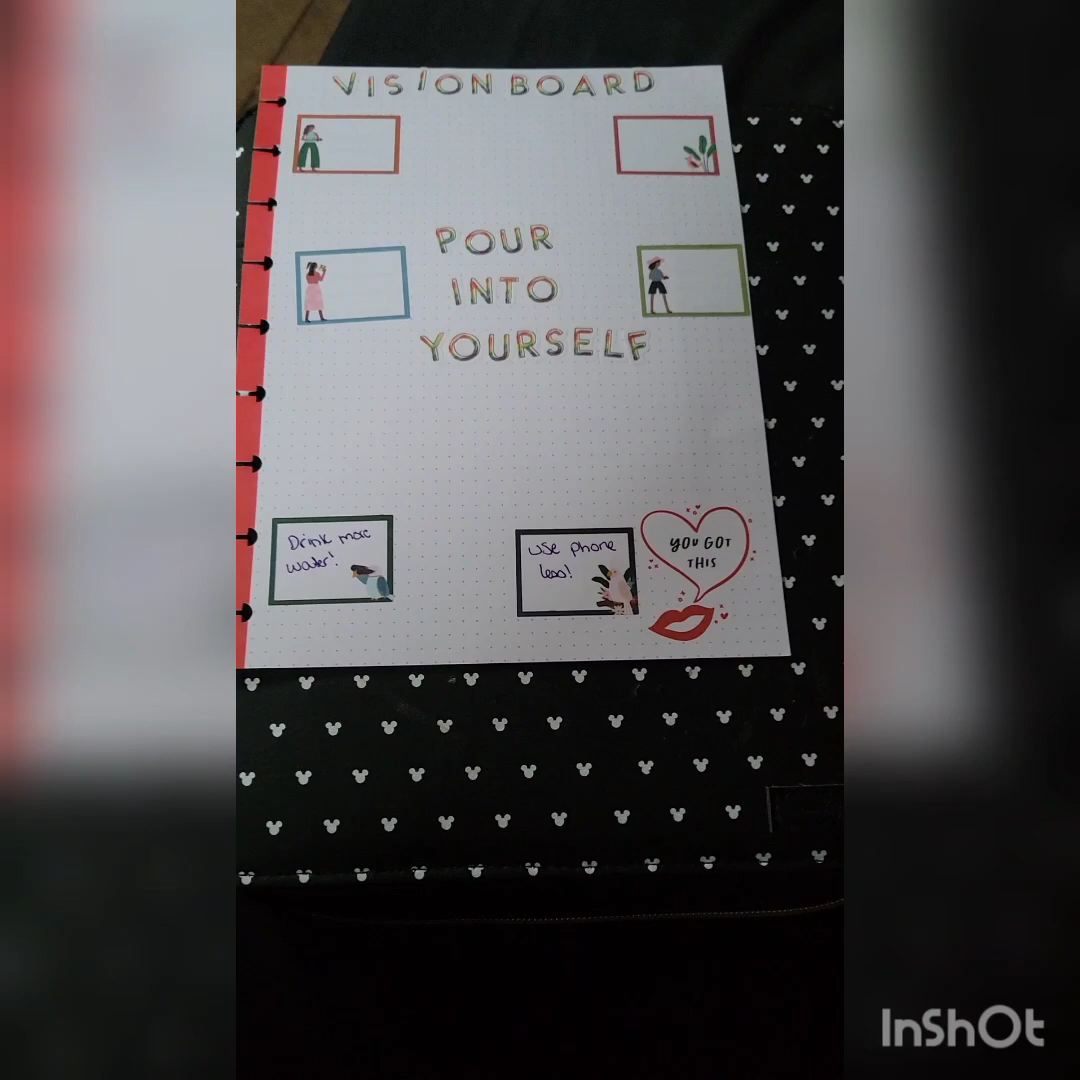 VISION BOARD
POUR
INTO
YOURSELF
Drink more
water!
use phone
less!
YOU GOT
THIS
InShOt